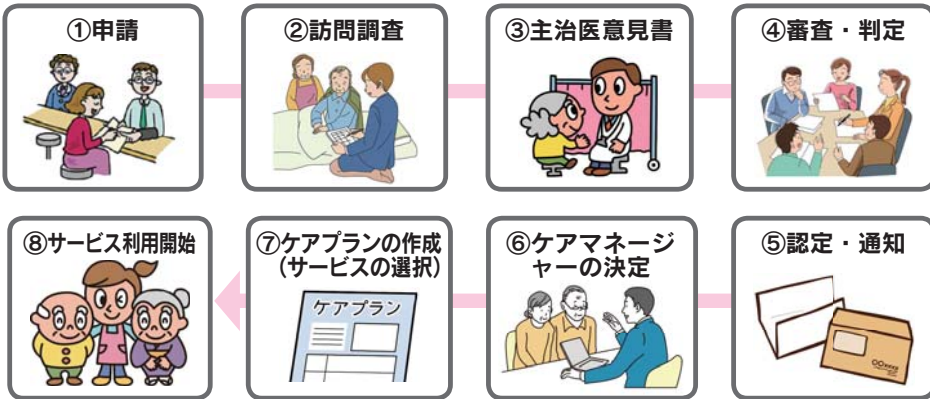 ①申請
②訪問調査
③主治医意見書
④審査・判定
⑤認定・通知
⑥ケアマネージ
ャーの決定
⑦ケアプランの作成
(サービスの選択)
ケアプラン
⑧サービス利用開始